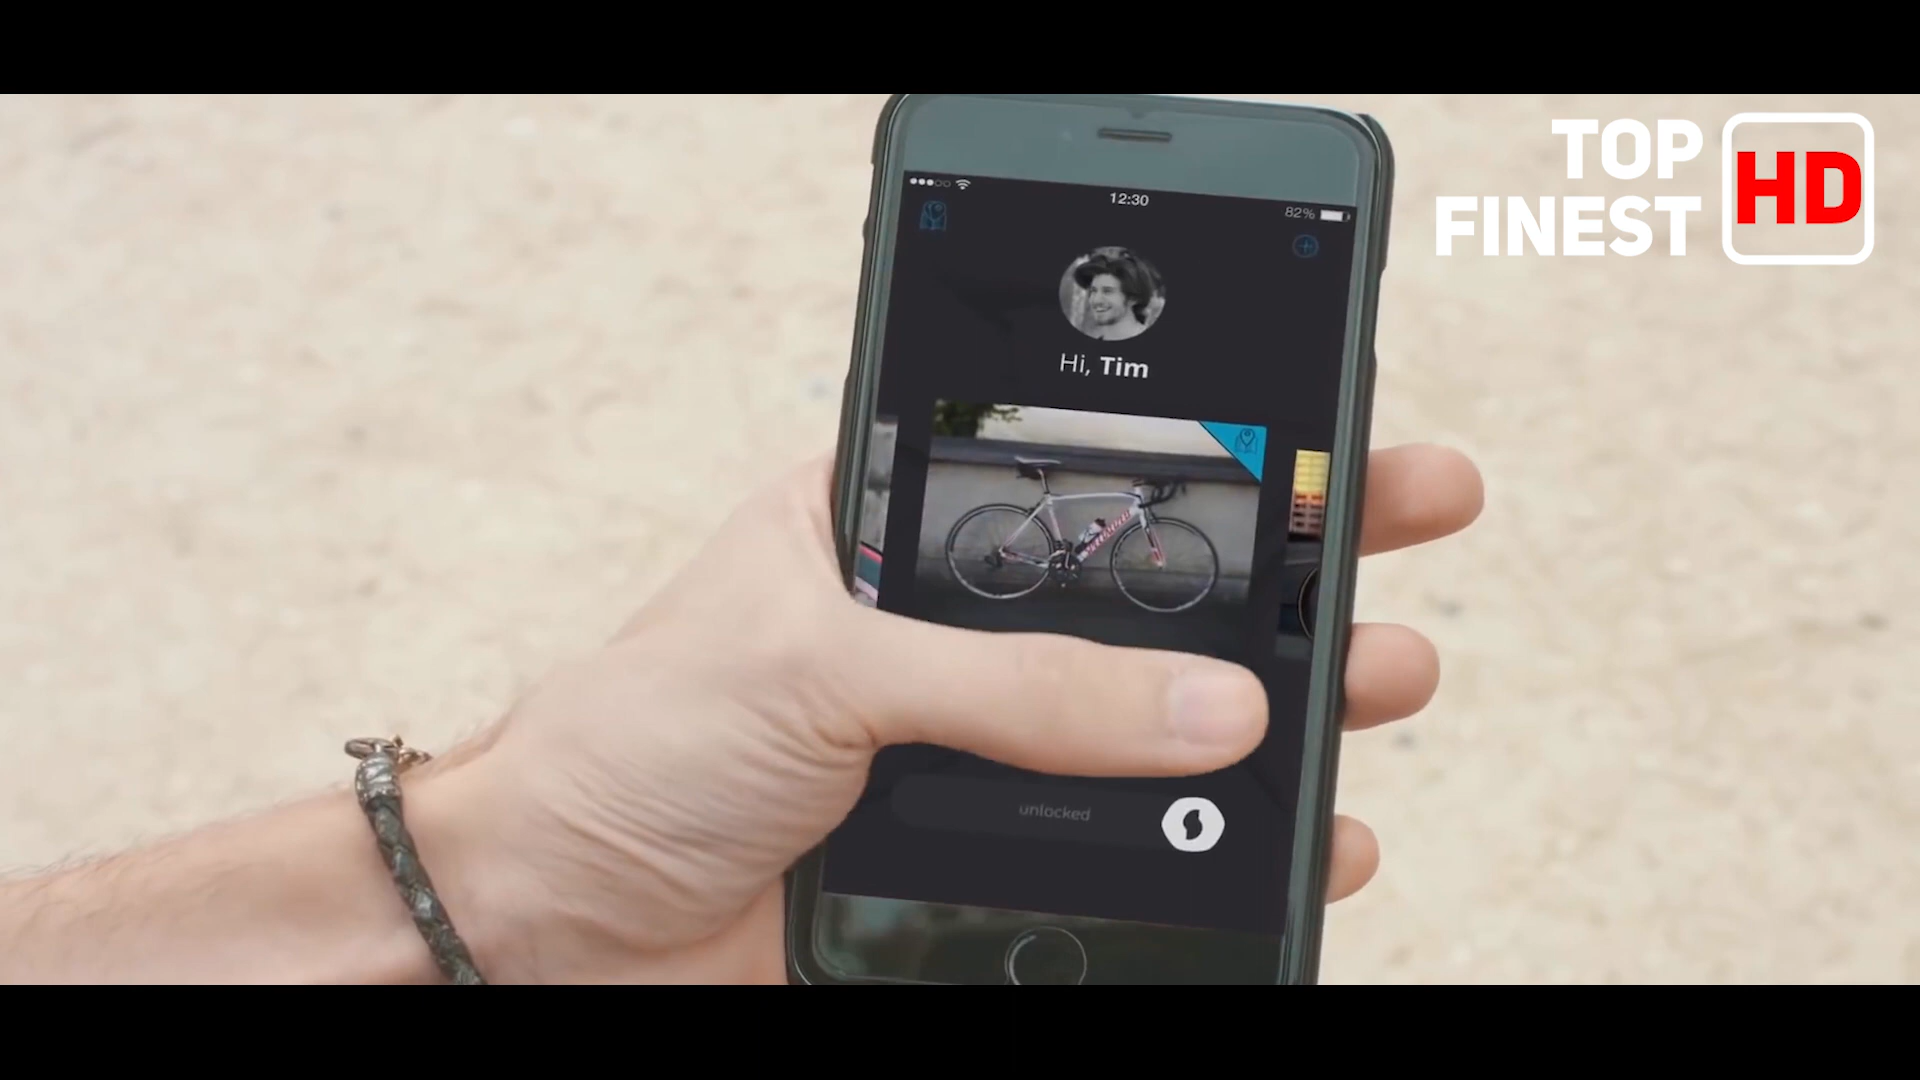 TOP
FINEST
HD
12:30
82%
Hi, Tim
unlocked